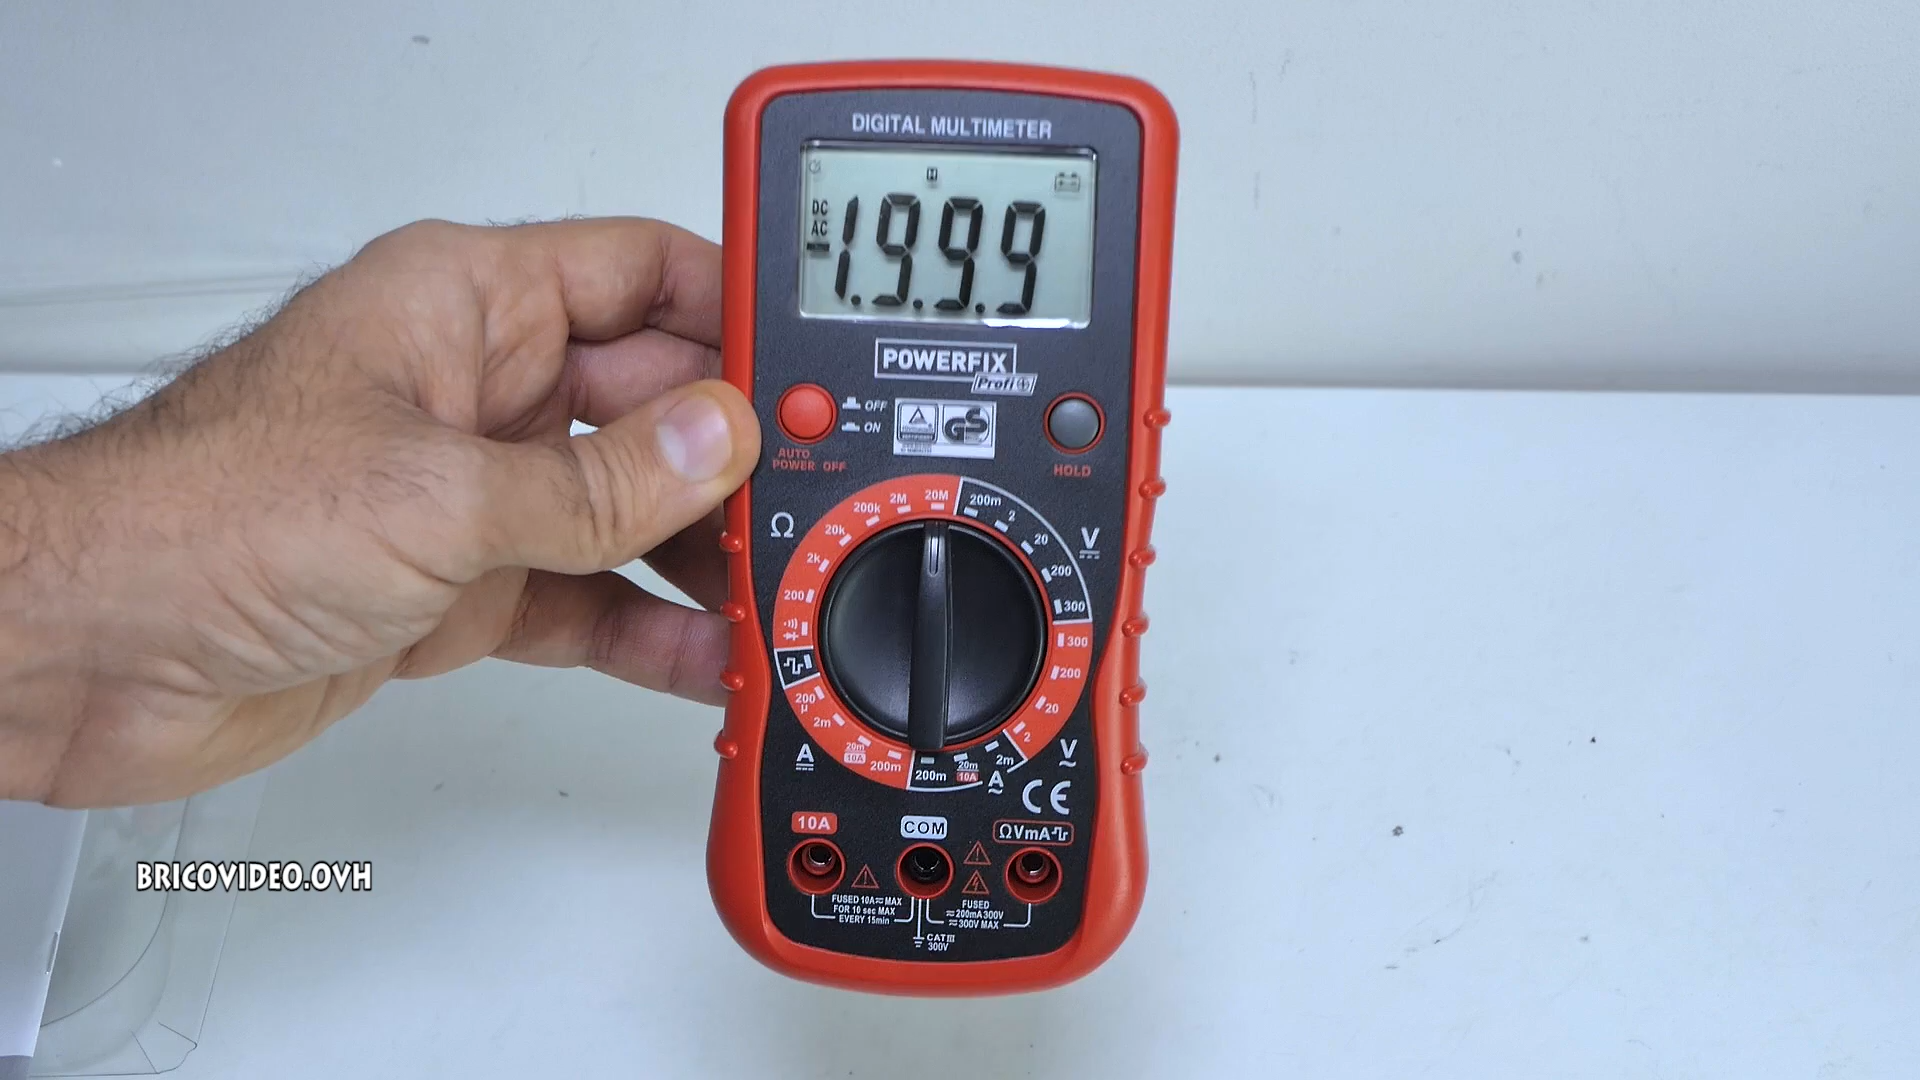 DIGITAL MULTIMETER
H
DC
AC
1.9.9.9
POWERFIX
Profi+
OFF
ON
GS
AUTO
POWER OFF
HOLD
Ω
2M
20M
200k
20k
2k
200
200m
2
20
200
300
V
300
200
20
2
V
200
µ
2m
20m
10A
200m
A
200m
20m
10A
2m
A
CE
10A
COM
ΩVmA
FUSED 10A MAX
FOR 10 sec MAX
EVERY 15min
FUSED
200mA 300V
300V MAX
CAT III
300V
BRICOVIDEO.OVH